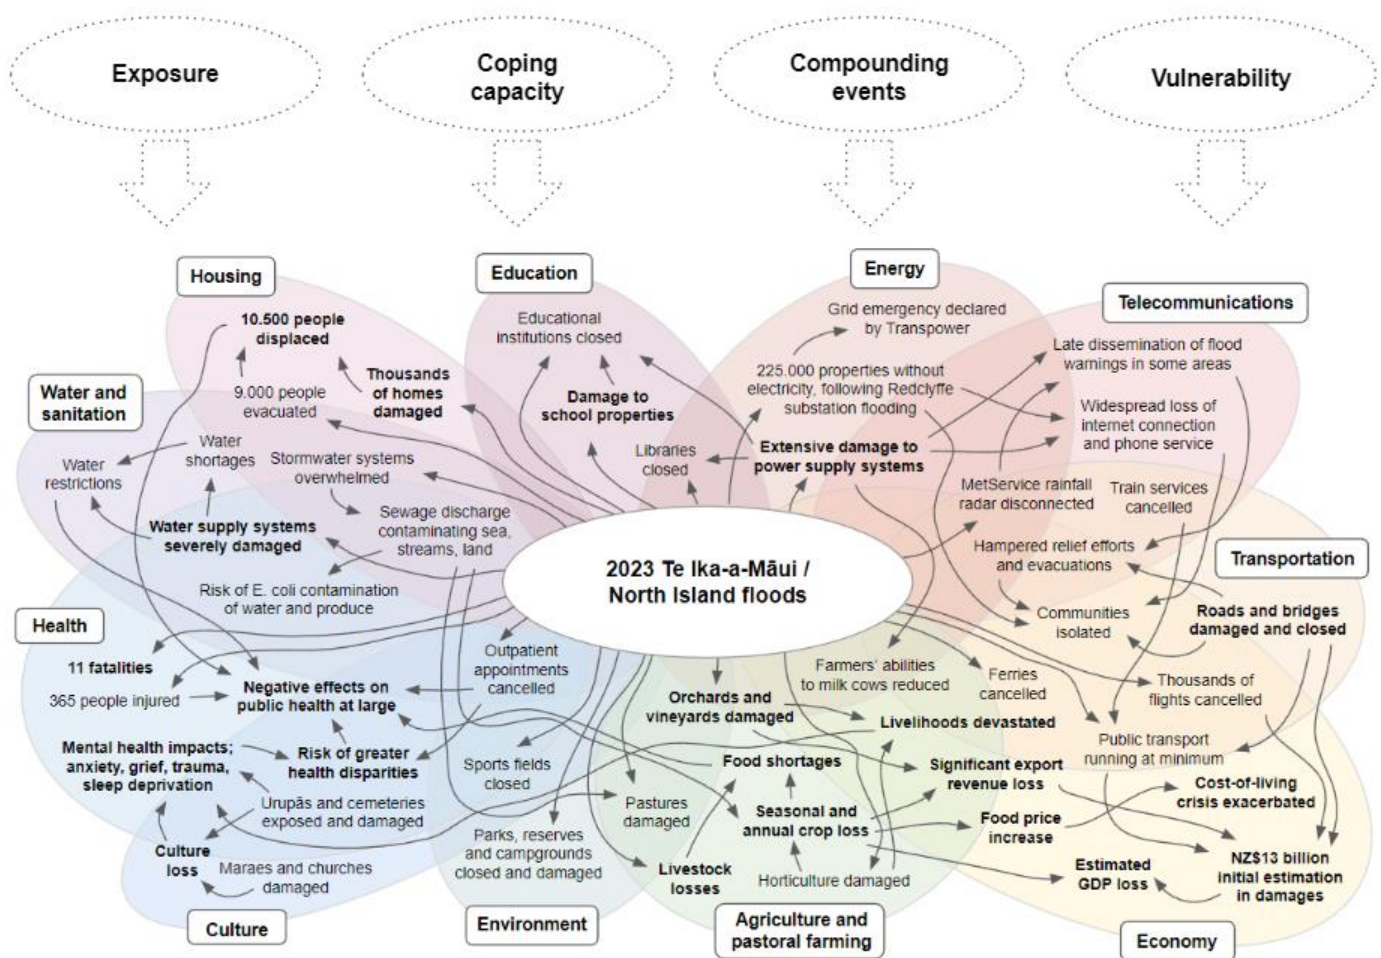 Exposure
Coping
capacity
Compounding
events
Vulnerability
Housing
Education
Energy
Telecommunications
10.500 people
displaced
9.000 people
evacuated
Thousands
of homes
damaged
Educational
institutions closed
Damage to
school properties
Libraries
closed
Grid emergency declared
by Transpower
225.000 properties without
electricity, following Redclyffe
substation flooding
Extensive damage to
power supply systems
Late dissemination of flood
warnings in some areas
Widespread loss of
internet connection
and phone service
MetService rainfall
radar disconnected
Water and
sanitation
Water
restrictions
Water
shortages
Stormwater systems
overwhelmed
Water supply systems
severely damaged
Sewage discharge
contaminating sea,
streams, land
Risk of E. coli contamination
of water and produce
2023 Te Ika-a-Māui /
North Island floods
Train services
cancelled
Hampered relief efforts
and evacuations
Transportation
Communities
isolated
Roads and bridges
damaged and closed
Ferries
cancelled
Thousands of
flights cancelled
Public transport
running at minimum
Health
11 fatalities
365 people injured
Negative effects on
public health at large
Outpatient
appointments
cancelled
Mental health impacts;
anxiety, grief, trauma,
sleep deprivation
Risk of greater
health disparities
Urupās and cemeteries
exposed and damaged
Culture
loss
Maraes and churches
damaged
Culture
Sports fields
closed
Parks, reserves
and campgrounds
closed and damaged
Environment
Orchards and
vineyards damaged
Farmers' abilities
to milk cows reduced
Livelihoods devastated
Food shortages
Pastures
damaged
Seasonal and
annual crop loss
Livestock
losses
Horticulture damaged
Agriculture and
pastoral farming
Significant export
revenue loss
Food price
increase
Cost-of-living
crisis exacerbated
Estimated
GDP loss
NZ$13 billion
initial estimation
in damages
Economy